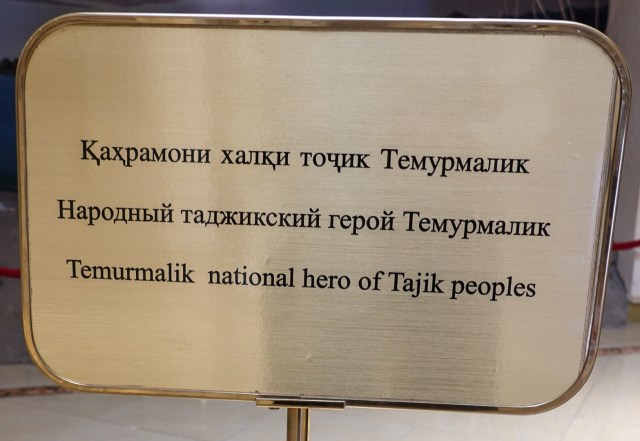 Қаҳрамони халқи тоҷик Темурмалик
Народный таджикский герой Темурмалик
Temurmalik national hero of Tajik peoples